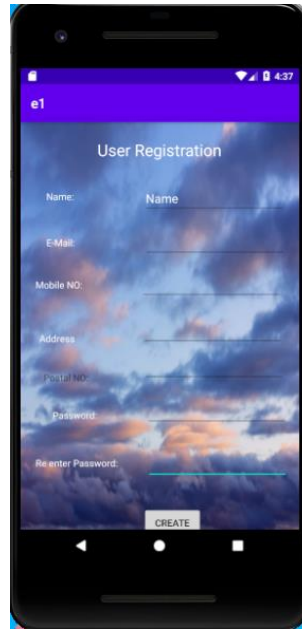 4:37
e1
User Registration
Name: Name
E-Mail:
Mobile NO:
Address
Postal NO:
Password:
Re enter Password:
CREATE